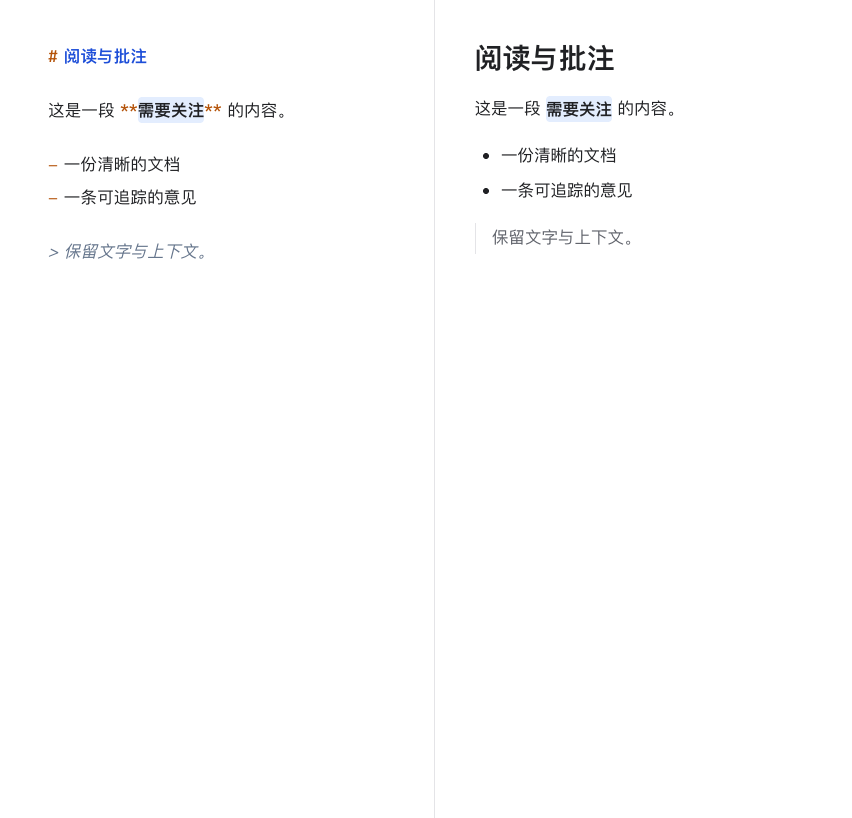 # 阅读与批注
这是一段 **需要关注** 的内容。
– 一份清晰的文档
– 一条可追踪的意见
> 保留文字与上下文。
阅读与批注
这是一段 需要关注 的内容。
• 一份清晰的文档
• 一条可追踪的意见
保留文字与上下文。